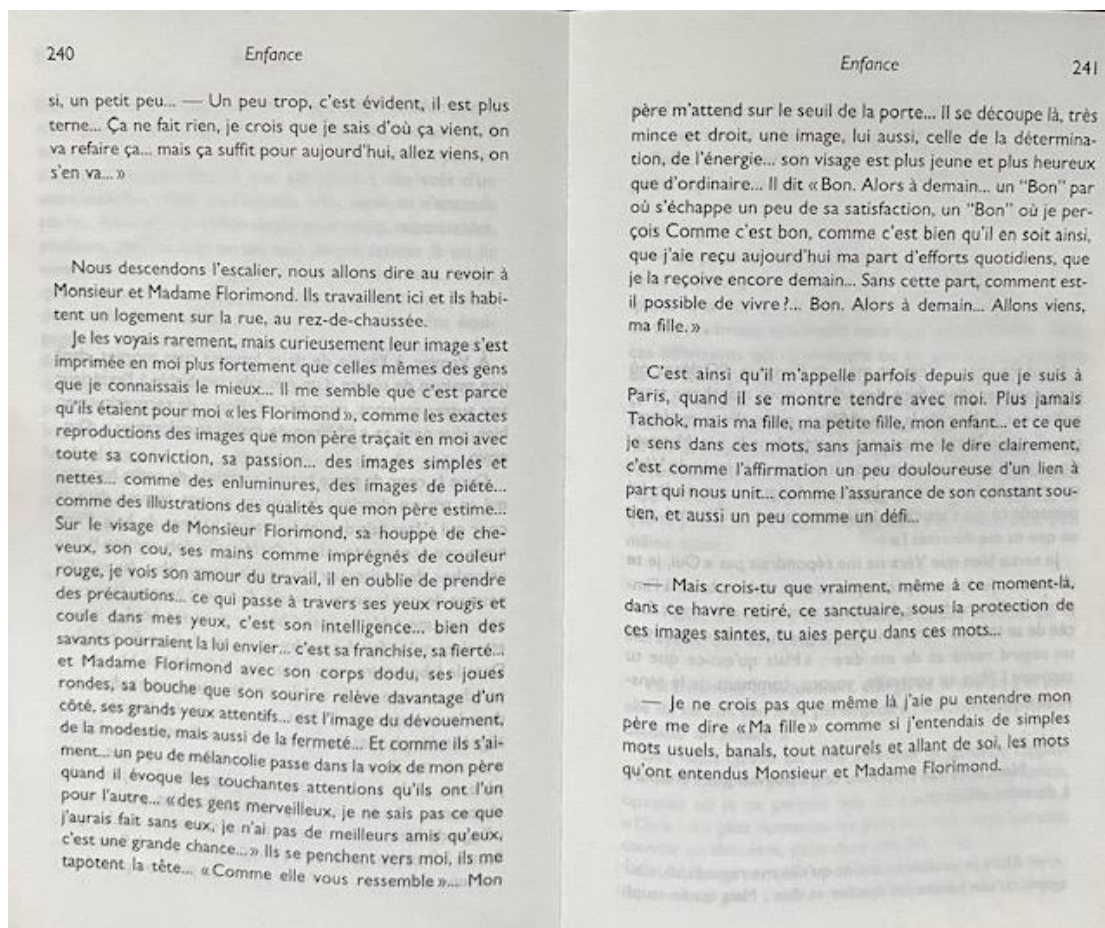 240
Enfance
si, un petit peu... — Un peu trop, c'est évident, il est plus
terne... Ça ne fait rien, je crois que je sais d'où ça vient, on
va refaire ça... mais ça suffit pour aujourd'hui, allez viens, on
s'en va... »
Nous descendons l'escalier, nous allons dire au revoir à
Monsieur et Madame Florimond. Ils travaillent ici et ils habi-
tent un logement sur la rue, au rez-de-chaussée.
Je les voyais rarement, mais curieusement leur image s'est
imprimée en moi plus fortement que celles mêmes des gens
que je connaissais le mieux... Il me semble que c'est parce
qu'ils étaient pour moi « les Florimond », comme les exactes
reproductions des images que mon père traçait en moi avec
toute sa conviction, sa passion... des images simples et
nettes... comme des enluminures, des images de piété...
comme des illustrations des qualités que mon père estime...
Sur le visage de Monsieur Florimond, sa houppe de che-
veux, son cou, ses mains comme imprégnés de couleur
rouge, je vois son amour du travail, il en oublie de prendre
des précautions... ce qui passe à travers ses yeux rougis et
coule dans mes yeux, c'est son intelligence... bien des
savants pourraient la lui envier... c'est sa franchise, sa fierté...
et Madame Florimond avec son corps dodu, ses joues
rondes, sa bouche que son sourire relève davantage d'un
côté, ses grands yeux attentifs... est l'image du dévouement,
de la modestie, mais aussi de la fermeté... Et comme ils s'ai-
ment... un peu de mélancolie passe dans la voix de mon père
quand il évoque les touchantes attentions qu'ils ont l'un
pour l'autre... « des gens merveilleux, je ne sais pas ce que
j'aurais fait sans eux, je n'ai pas de meilleurs amis qu'eux,
c'est une grande chance... » Ils se penchent vers moi, ils me
tapotent la tête... « Comme elle vous ressemble »... Mon
Enfance
241
père m'attend sur le seuil de la porte... Il se découpe là, très
mince et droit, une image, lui aussi, celle de la détermina-
tion, de l'énergie... son visage est plus jeune et plus heureux
que d'ordinaire... Il dit « Bon. Alors à demain... un "Bon" par
où s'échappe un peu de sa satisfaction, un "Bon" où je per-
çois Comme c'est bon, comme c'est bien qu'il en soit ainsi,
que j'aie reçu aujourd'hui ma part d'efforts quotidiens, que
je la reçoive encore demain... Sans cette part, comment est-
il possible de vivre ?... Bon. Alors à demain... Allons viens,
ma fille. »
C'est ainsi qu'il m'appelle parfois depuis que je suis à
Paris, quand il se montre tendre avec moi. Plus jamais
Tachok, mais ma fille, ma petite fille, mon enfant... et ce que
je sens dans ces mots, sans jamais me le dire clairement,
c'est comme l'affirmation un peu douloureuse d'un lien à
part qui nous unit... comme l'assurance de son constant sou-
tien, et aussi un peu comme un défi...
— Mais crois-tu que vraiment, même à ce moment-là,
dans ce havre retiré, ce sanctuaire, sous la protection de
ces images saintes, tu aies perçu dans ces mots...
— Je ne crois pas que même là j'aie pu entendre mon
père me dire « Ma fille » comme si j'entendais de simples
mots usuels, banals, tout naturels et allant de soi, les mots
qu'ont entendus Monsieur et Madame Florimond.